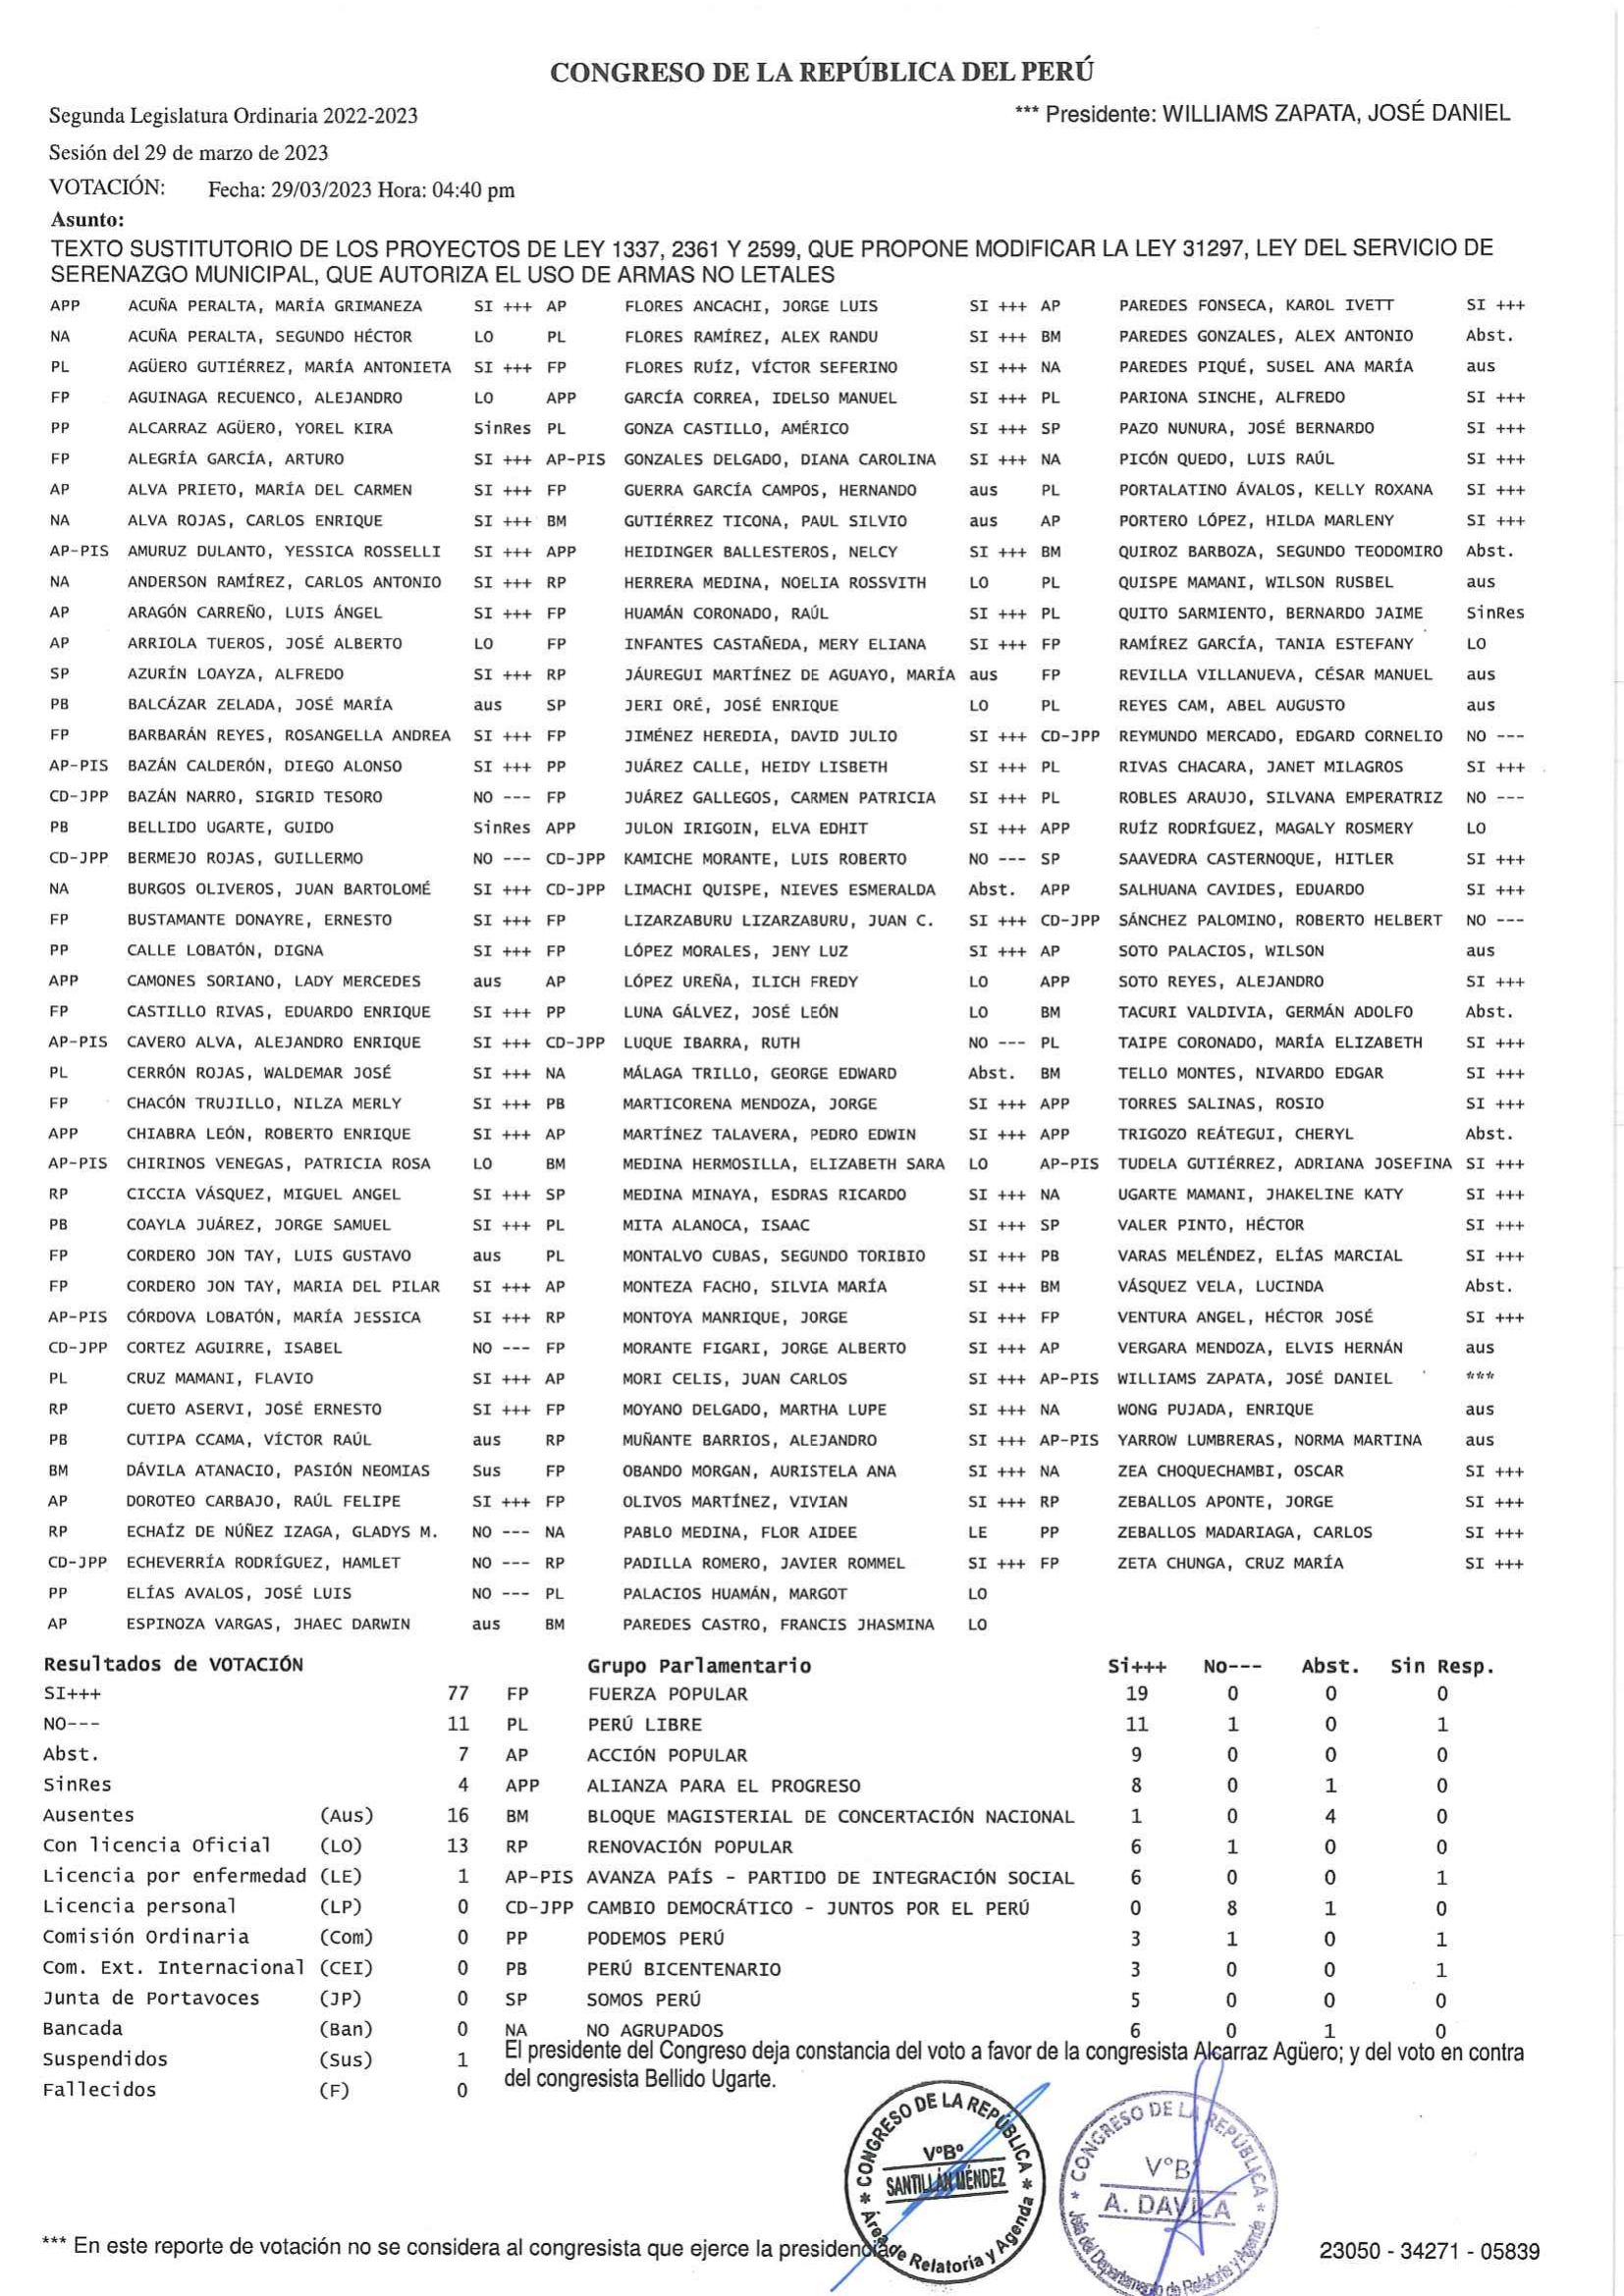 CONGRESO DE LA REPÚBLICA DEL PERÚ
Segunda Legislatura Ordinaria 2022-2023 *** Presidente: WILLIAMS ZAPATA, JOSÉ DANIEL
Sesión del 29 de marzo de 2023
VOTACIÓN: Fecha: 29/03/2023 Hora: 04:40 pm
Asunto:
TEXTO SUSTITUTORIO DE LOS PROYECTOS DE LEY 1337, 2361 Y 2599, QUE PROPONE MODIFICAR LA LEY 31297, LEY DEL SERVICIO DE
SERENAZGO MUNICIPAL, QUE AUTORIZA EL USO DE ARMAS NO LETALES
APP ACUÑA PERALTA, MARÍA GRIMANEZA SI +++ AP FLORES ANCACHI, JORGE LUIS SI +++ AP PAREDES FONSECA, KAROL IVETT SI +++
NA ACUÑA PERALTA, SEGUNDO HÉCTOR LO PL FLORES RAMÍREZ, ALEX RANDU SI +++ BM PAREDES GONZALES, ALEX ANTONIO Abst.
PL AGÜERO GUTIÉRREZ, MARÍA ANTONIETA SI +++ FP FLORES RUÍZ, VÍCTOR SEFERINO SI +++ NA PAREDES PIQUÉ, SUSEL ANA MARÍA aus
FP AGUINAGA RECUENCO, ALEJANDRO LO APP GARCÍA CORREA, IDELSO MANUEL SI +++ PL PARIONA SINCHE, ALFREDO SI +++
PP ALCARRAZ AGÜERO, YOREL KIRA SinRes PL GONZA CASTILLO, AMÉRICO SI +++ SP PAZO NUNURA, JOSÉ BERNARDO SI +++
FP ALEGRÍA GARCÍA, ARTURO SI +++ AP-PIS GONZALES DELGADO, DIANA CAROLINA SI +++ NA PICÓN QUEDO, LUIS RAÚL SI +++
AP ALVA PRIETO, MARÍA DEL CARMEN SI +++ FP GUERRA GARCÍA CAMPOS, HERNANDO aus PL PORTALATINO ÁVALOS, KELLY ROXANA SI +++
NA ALVA ROJAS, CARLOS ENRIQUE SI +++ BM GUTIÉRREZ TICONA, PAUL SILVIO aus AP PORTERO LÓPEZ, HILDA MARLENY SI +++
AP-PIS AMURUZ DULANTO, YESSICA ROSSELLI SI +++ APP HEIDINGER BALLESTEROS, NELCY SI +++ BM QUIROZ BARBOZA, SEGUNDO TEODOMIRO Abst.
NA ANDERSON RAMÍREZ, CARLOS ANTONIO SI +++ RP HERRERA MEDINA, NOELIA ROSSVITH LO PL QUISPE MAMANI, WILSON RUSBEL aus
AP ARAGÓN CARREÑO, LUIS ÁNGEL SI +++ FP HUAMÁN CORONADO, RAÚL SI +++ PL QUITO SARMIENTO, BERNARDO JAIME SinRes
AP ARRIOLA TUEROS, JOSÉ ALBERTO LO FP INFANTES CASTAÑEDA, MERY ELIANA SI +++ FP RAMÍREZ GARCÍA, TANIA ESTEFANY LO
SP AZURÍN LOAYZA, ALFREDO SI +++ RP JÁUREGUI MARTÍNEZ DE AGUAYO, MARÍA aus FP REVILLA VILLANUEVA, CÉSAR MANUEL aus
PB BALCÁZAR ZELADA, JOSÉ MARÍA aus SP JERI ORÉ, JOSÉ ENRIQUE LO PL REYES CAM, ABEL AUGUSTO aus
FP BARBARÁN REYES, ROSANGELLA ANDREA SI +++ FP JIMÉNEZ HEREDIA, DAVID JULIO SI +++ CD-JPP REYMUNDO MERCADO, EDGARD CORNELIO NO ---
AP-PIS BAZÁN CALDERÓN, DIEGO ALONSO SI +++ PP JUÁREZ CALLE, HEIDY LISBETH SI +++ PL RIVAS CHACARA, JANET MILAGROS SI +++
CD-JPP BAZÁN NARRO, SIGRID TESORO NO --- FP JUÁREZ GALLEGOS, CARMEN PATRICIA SI +++ PL ROBLES ARAUJO, SILVANA EMPERATRIZ NO ---
PB BELLIDO UGARTE, GUIDO SinRes APP JULON IRIGOIN, ELVA EDHIT SI +++ APP RUÍZ RODRÍGUEZ, MAGALY ROSMERY LO
CD-JPP BERMEJO ROJAS, GUILLERMO NO --- CD-JPP KAMICHE MORANTE, LUIS ROBERTO NO --- SP SAAVEDRA CASTERNOQUE, HITLER SI +++
NA BURGOS OLIVEROS, JUAN BARTOLOMÉ SI +++ CD-JPP LIMACHI QUISPE, NIEVES ESMERALDA Abst. APP SALHUANA CAVIDES, EDUARDO SI +++
FP BUSTAMANTE DONAYRE, ERNESTO SI +++ FP LIZARZABURU LIZARZABURU, JUAN C. SI +++ CD-JPP SÁNCHEZ PALOMINO, ROBERTO HELBERT NO ---
PP CALLE LOBATÓN, DIGNA SI +++ FP LÓPEZ MORALES, JENY LUZ SI +++ AP SOTO PALACIOS, WILSON aus
APP CAMONES SORIANO, LADY MERCEDES aus AP LÓPEZ UREÑA, ILICH FREDY LO APP SOTO REYES, ALEJANDRO SI +++
FP CASTILLO RIVAS, EDUARDO ENRIQUE SI +++ PP LUNA GÁLVEZ, JOSÉ LEÓN LO BM TACURI VALDIVIA, GERMÁN ADOLFO Abst.
AP-PIS CAVERO ALVA, ALEJANDRO ENRIQUE SI +++ CD-JPP LUQUE IBARRA, RUTH NO --- PL TAIPE CORONADO, MARÍA ELIZABETH SI +++
PL CERRÓN ROJAS, WALDEMAR JOSÉ SI +++ NA MÁLAGA TRILLO, GEORGE EDWARD Abst. BM TELLO MONTES, NIVARDO EDGAR SI +++
FP CHACÓN TRUJILLO, NILZA MERLY SI +++ PB MARTICORENA MENDOZA, JORGE SI +++ APP TORRES SALINAS, ROSIO SI +++
APP CHIABRA LEÓN, ROBERTO ENRIQUE SI +++ AP MARTÍNEZ TALAVERA, PEDRO EDWIN SI +++ APP TRIGOZO REÁTEGUI, CHERYL Abst.
AP-PIS CHIRINOS VENEGAS, PATRICIA ROSA LO BM MEDINA HERMOSILLA, ELIZABETH SARA LO AP-PIS TUDELA GUTIÉRREZ, ADRIANA JOSEFINA SI +++
RP CICCIA VÁSQUEZ, MIGUEL ANGEL SI +++ SP MEDINA MINAYA, ESDRAS RICARDO SI +++ NA UGARTE MAMANI, JHAKELINE KATY SI +++
PB COAYLA JUÁREZ, JORGE SAMUEL SI +++ PL MITA ALANOCA, ISAAC SI +++ SP VALER PINTO, HÉCTOR SI +++
FP CORDERO JON TAY, LUIS GUSTAVO aus PL MONTALVO CUBAS, SEGUNDO TORIBIO SI +++ PB VARAS MELÉNDEZ, ELÍAS MARCIAL SI +++
FP CORDERO JON TAY, MARIA DEL PILAR SI +++ AP MONTEZA FACHO, SILVIA MARÍA SI +++ BM VÁSQUEZ VELA, LUCINDA Abst.
AP-PIS CÓRDOVA LOBATÓN, MARÍA JESSICA SI +++ RP MONTOYA MANRIQUE, JORGE SI +++ FP VENTURA ANGEL, HÉCTOR JOSÉ SI +++
CD-JPP CORTEZ AGUIRRE, ISABEL NO --- FP MORANTE FIGARI, JORGE ALBERTO SI +++ AP VERGARA MENDOZA, ELVIS HERNÁN aus
PL CRUZ MAMANI, FLAVIO SI +++ AP MORI CELIS, JUAN CARLOS SI +++ AP-PIS WILLIAMS ZAPATA, JOSÉ DANIEL ***
RP CUETO ASERVI, JOSÉ ERNESTO SI +++ FP MOYANO DELGADO, MARTHA LUPE SI +++ NA WONG PUJADA, ENRIQUE aus
PB CUTIPA CCAMA, VÍCTOR RAÚL aus RP MUÑANTE BARRIOS, ALEJANDRO SI +++ AP-PIS YARROW LUMBRERAS, NORMA MARTINA aus
BM DÁVILA ATANACIO, PASIÓN NEOMIAS Sus FP OBANDO MORGAN, AURISTELA ANA SI +++ NA ZEA CHOQUECHAMBI, OSCAR SI +++
AP DOROTEO CARBAJO, RAÚL FELIPE SI +++ FP OLIVOS MARTÍNEZ, VIVIAN SI +++ RP ZEBALLOS APONTE, JORGE SI +++
RP ECHAÍZ DE NÚÑEZ IZAGA, GLADYS M. NO --- NA PABLO MEDINA, FLOR AIDEE LE PP ZEBALLOS MADARIAGA, CARLOS SI +++
CD-JPP ECHEVERRÍA RODRÍGUEZ, HAMLET NO --- RP PADILLA ROMERO, JAVIER ROMMEL SI +++ FP ZETA CHUNGA, CRUZ MARÍA SI +++
PP ELÍAS AVALOS, JOSÉ LUIS NO --- PL PALACIOS HUAMÁN, MARGOT LO
AP ESPINOZA VARGAS, JHAEC DARWIN aus BM PAREDES CASTRO, FRANCIS JHASMINA LO
Resultados de VOTACIÓN Grupo Parlamentario Si+++ No--- Abst. Sin Resp.
SI+++ 77 FP FUERZA POPULAR 19 0 0 0
NO--- 11 PL PERÚ LIBRE 11 1 0 1
Abst. 7 AP ACCIÓN POPULAR 9 0 0 0
SinRes 4 APP ALIANZA PARA EL PROGRESO 8 0 1 0
Ausentes (Aus) 16 BM BLOQUE MAGISTERIAL DE CONCERTACIÓN NACIONAL 1 0 4 0
Con licencia Oficial (LO) 13 RP RENOVACIÓN POPULAR 6 1 0 0
Licencia por enfermedad (LE) 1 AP-PIS AVANZA PAÍS - PARTIDO DE INTEGRACIÓN SOCIAL 6 0 0 1
Licencia personal (LP) 0 CD-JPP CAMBIO DEMOCRÁTICO - JUNTOS POR EL PERÚ 0 8 1 0
Comisión Ordinaria (Com) 0 PP PODEMOS PERÚ 3 1 0 1
Com. Ext. Internacional (CEI) 0 PB PERÚ BICENTENARIO 3 0 0 1
Junta de Portavoces (JP) 0 SP SOMOS PERÚ 5 0 0 0
Bancada (Ban) 0 NA NO AGRUPADOS 6 0 1 0
Suspendidos (Sus) 1 El presidente del Congreso deja constancia del voto a favor de la congresista Alcarraz Agüero; y del voto en contra
Fallecidos (F) 0 del congresista Bellido Ugarte.
* CONGRESO DE LA REPÚBLICA *
VºBº
SANTILLÁN MÉNDEZ
Área de Relatoría y Agenda
* CONGRESO DE LA REPÚBLICA *
VºBº
A. DAVILA
Jefa del Departamento de Relatoría y Agenda
*** En este reporte de votación no se considera al congresista que ejerce la presidencia 23050 - 34271 - 05839